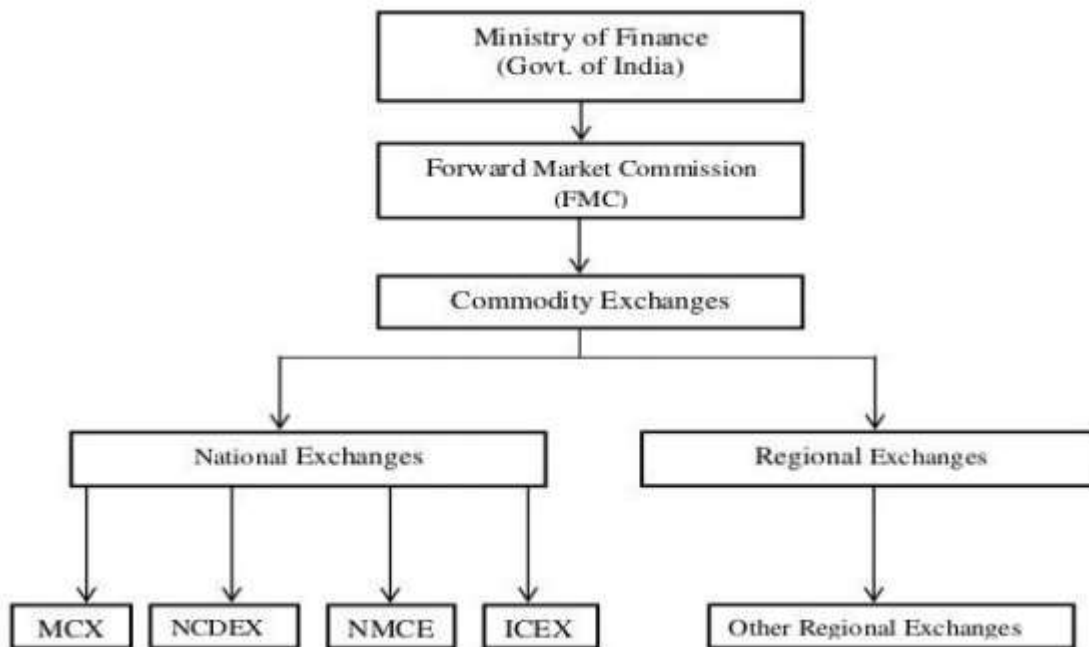 Ministry of Finance
(Govt. of India)
Forward Market Commission
(FMC)
Commodity Exchanges
National Exchanges
Regional Exchanges
MCX
NCDEX
NMCE
ICEX
Other Regional Exchanges